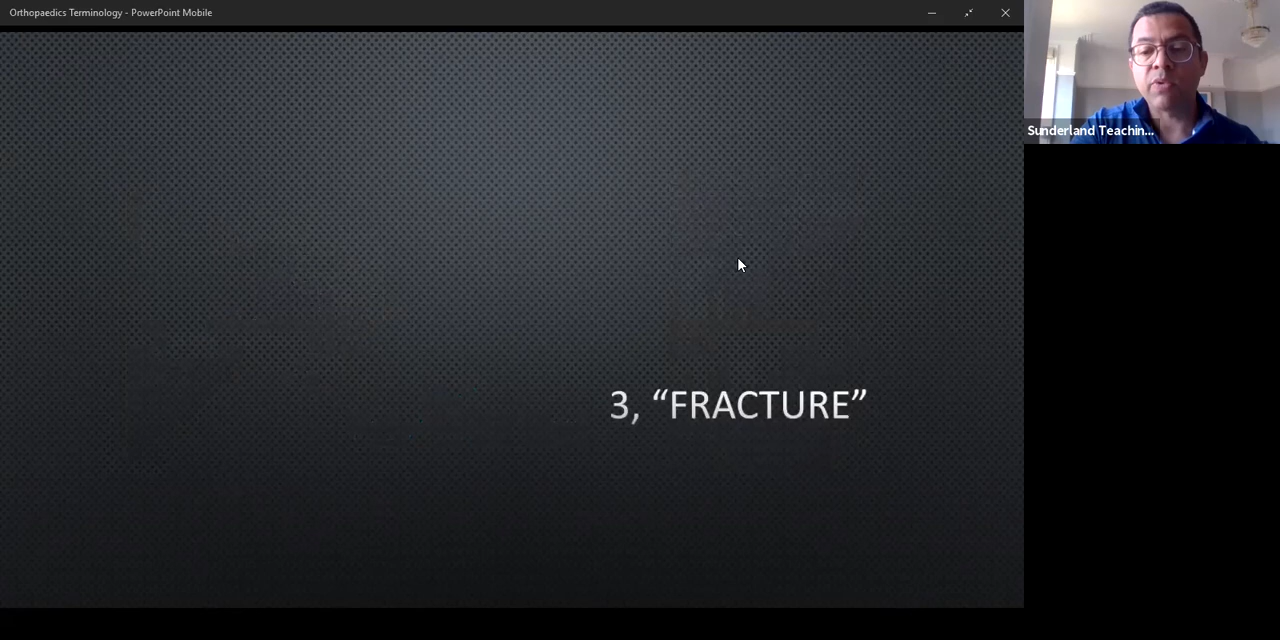 Orthopaedics Terminology - PowerPoint Mobile
Sunderland Teachin...
3, “FRACTURE”